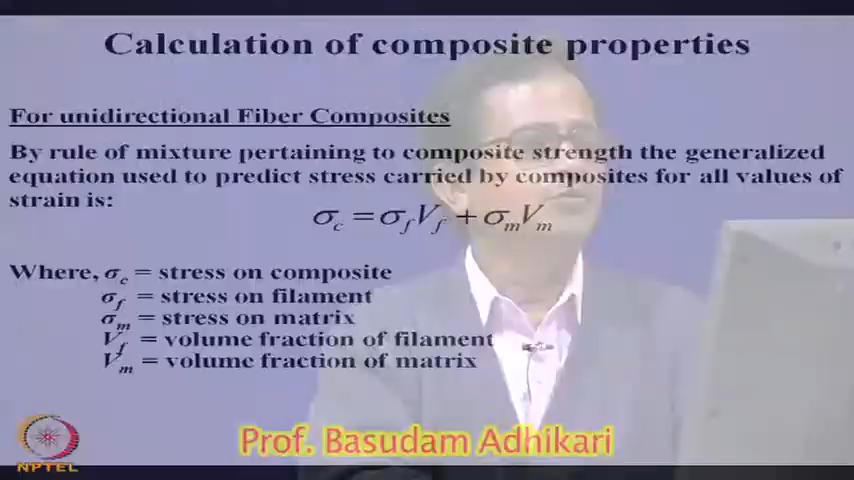 Calculation of composite properties
For unidirectional Fiber Composites
By rule of mixture pertaining to composite strength the generalized
equation used to predict stress carried by composites for all values of
strain is:
σc = σfVf + σmVm
Where, σc = stress on composite
σf = stress on filament
σm = stress on matrix
Vf = volume fraction of filament
Vm = volume fraction of matrix
Prof. Basudam Adhikari
NPTEL